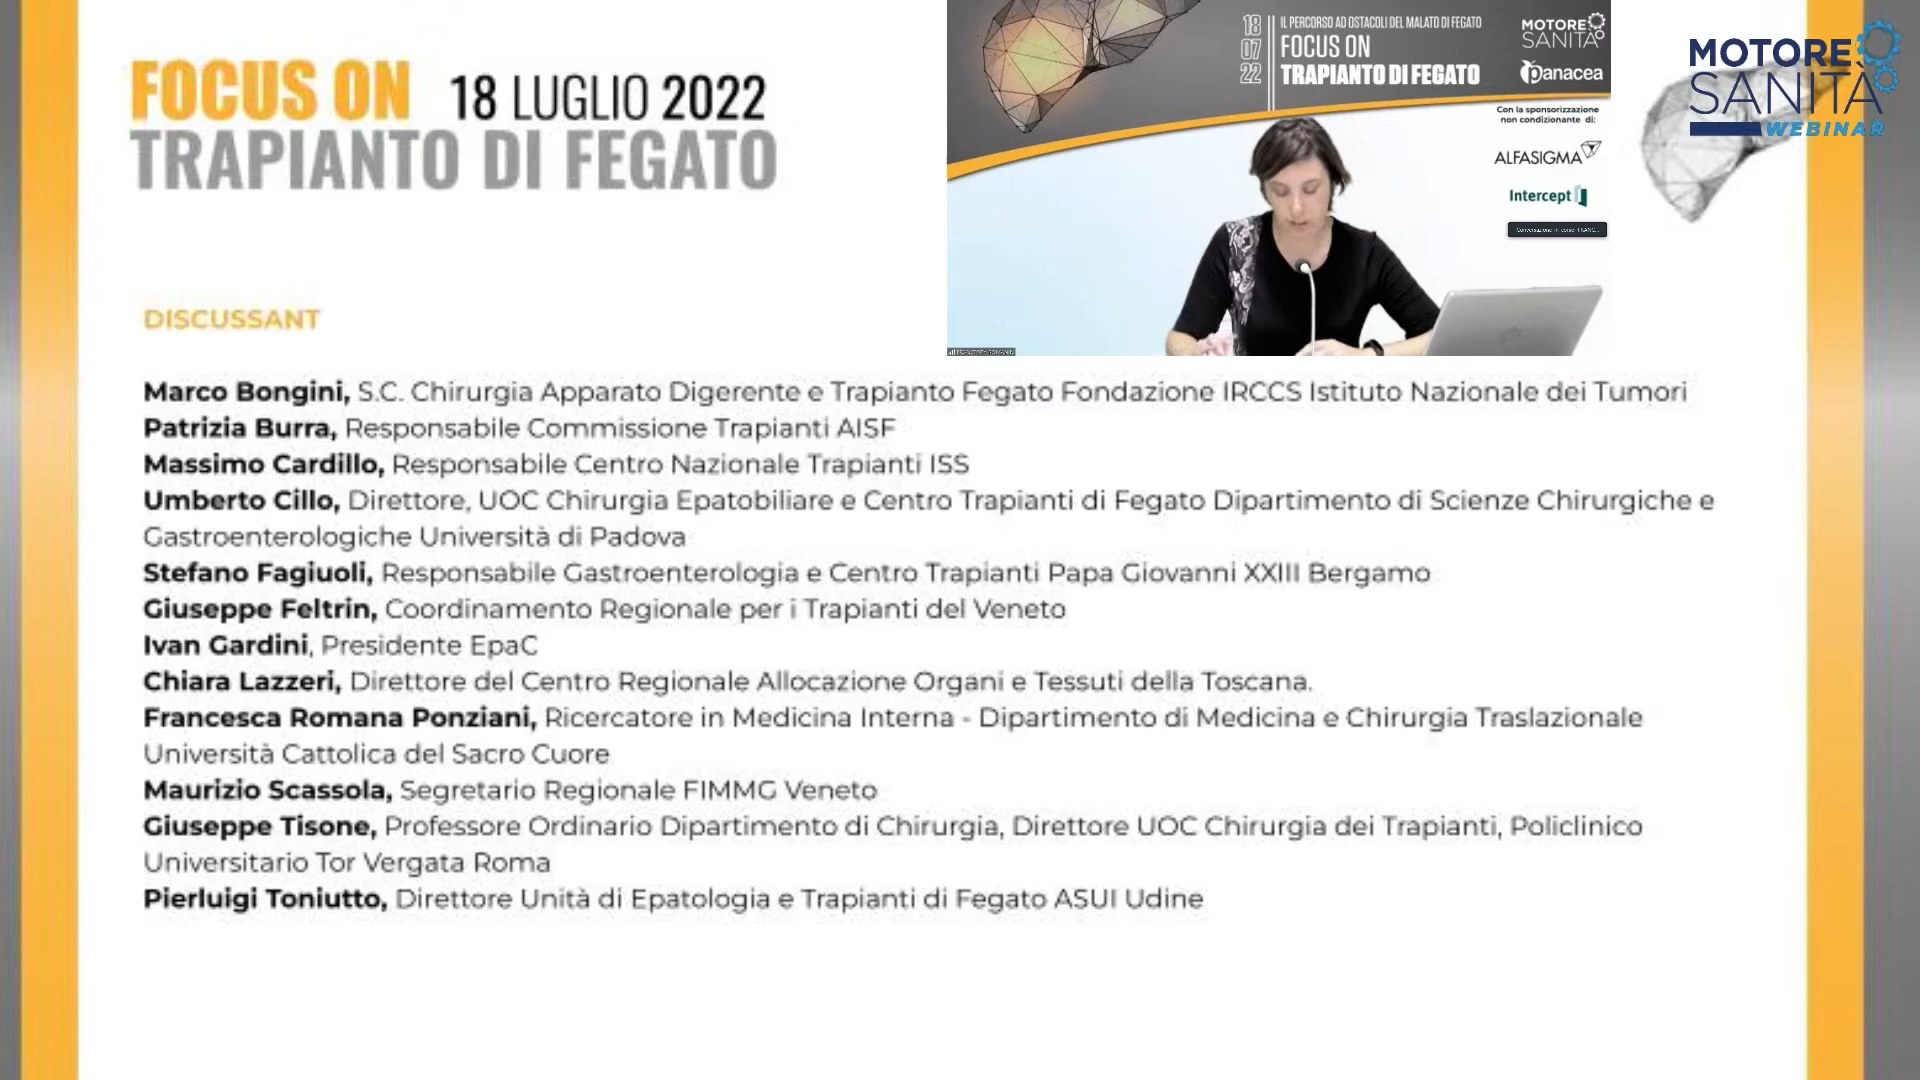 FOCUS ON 18 LUGLIO 2022
TRAPIANTO DI FEGATO
18
07
22
IL PERCORSO AD OSTACOLI DEL MALATO DI FEGATO
FOCUS ON
TRAPIANTO DI FEGATO
MOTORE
SANITÀ
Panacea
Con la sponsorizzazione
non condizionante di:
ALFASIGMA
Intercept
MOTORE
SANITÀ
WEBINAR
DISCUSSANT
Marco Bongini, S.C. Chirurgia Apparato Digerente e Trapianto Fegato Fondazione IRCCS Istituto Nazionale dei Tumori
Patrizia Burra, Responsabile Commissione Trapianti AISF
Massimo Cardillo, Responsabile Centro Nazionale Trapianti ISS
Umberto Cillo, Direttore, UOC Chirurgia Epatobiliare e Centro Trapianti di Fegato Dipartimento di Scienze Chirurgiche e
Gastroenterologiche Università di Padova
Stefano Fagiuoli, Responsabile Gastroenterologia e Centro Trapianti Papa Giovanni XXIII Bergamo
Giuseppe Feltrin, Coordinamento Regionale per i Trapianti del Veneto
Ivan Gardini, Presidente EpaC
Chiara Lazzeri, Direttore del Centro Regionale Allocazione Organi e Tessuti della Toscana.
Francesca Romana Ponziani, Ricercatore in Medicina Interna - Dipartimento di Medicina e Chirurgia Traslazionale
Università Cattolica del Sacro Cuore
Maurizio Scassola, Segretario Regionale FIMMG Veneto
Giuseppe Tisone, Professore Ordinario Dipartimento di Chirurgia, Direttore UOC Chirurgia dei Trapianti, Policlinico
Universitario Tor Vergata Roma
Pierluigi Toniutto, Direttore Unità di Epatologia e Trapianti di Fegato ASUI Udine